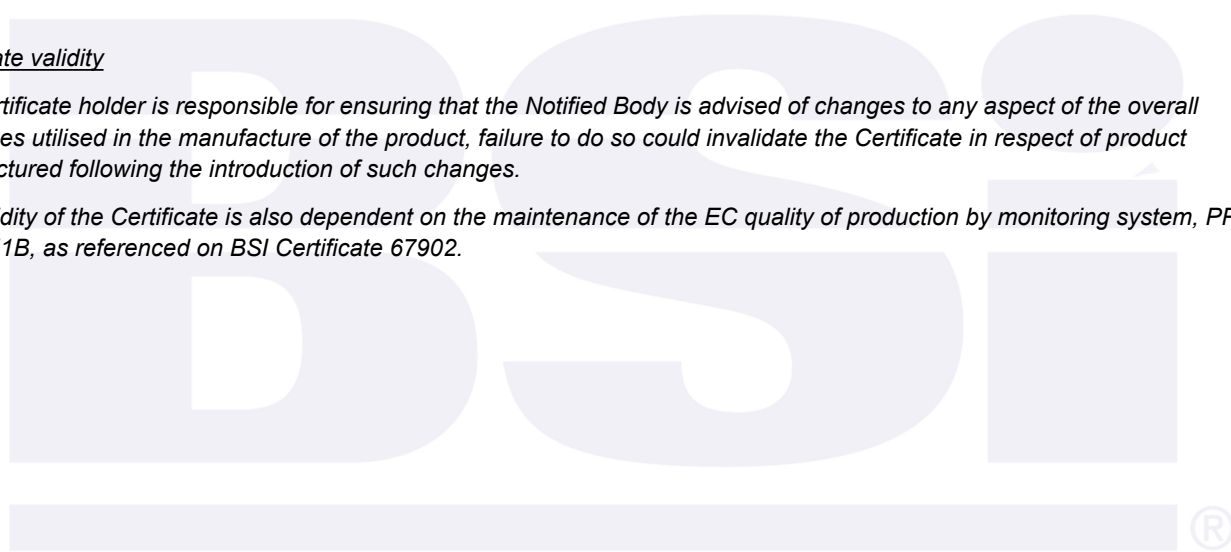 ate validity
rtificate holder is responsible for ensuring that the Notified Body is advised of changes to any aspect of the overall
es utilised in the manufacture of the product, failure to do so could invalidate the Certificate in respect of product
ctured following the introduction of such changes.
idity of the Certificate is also dependent on the maintenance of the EC quality of production by monitoring system,
1B, as referenced on BSI Certificate 67902.
BSi
®